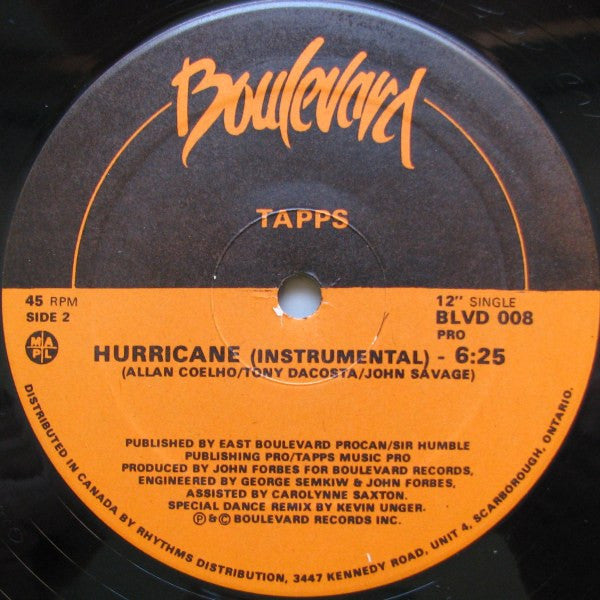 Boulevard
TAPPS
45 RPM
SIDE 2
12" SINGLE
BLVD 008
PRO
MAPL
HURRICANE (INSTRUMENTAL) - 6:25
(ALLAN COELHO/TONY DACOSTA/JOHN SAVAGE)
PUBLISHED BY EAST BOULEVARD PROCAN/SIR HUMBLE
PUBLISHING PRO/TAPPS MUSIC PRO
PRODUCED BY JOHN FORBES FOR BOULEVARD RECORDS,
ENGINEERED BY GEORGE SEMKIW & JOHN FORBES,
ASSISTED BY CAROLYNNE SAXTON.
SPECIAL DANCE REMIX BY KEVIN UNGER.
℗&© BOULEVARD RECORDS INC.
DISTRIBUTED IN CANADA BY RHYTHMS DISTRIBUTION, 3447 KENNEDY ROAD, UNIT 4, SCARBOROUGH, ONTARIO.